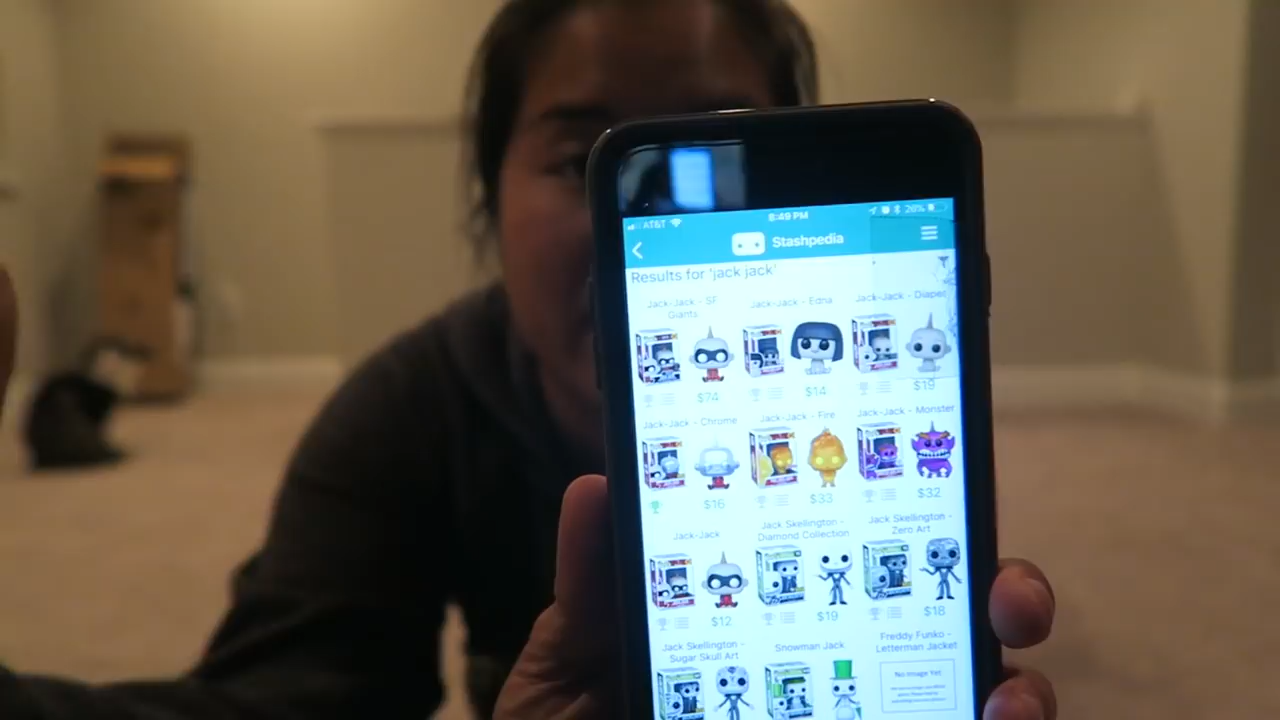 AT&T 8:49 PM 26%
Stashpedia
Results for 'jack jack'
Jack-Jack - SF Giants
Jack-Jack - Edna
Jack-Jack - Diaper
$74
$14
$19
Jack-Jack - Chrome
Jack-Jack - Fire
Jack-Jack - Monster
$16
$33
$32
Jack-Jack
Jack Skellington -
Diamond Collection
Jack Skellington -
Zero Art
$12
$19
$18
Jack Skellington -
Sugar Skull Art
Snowman Jack
Freddy Funko -
Letterman Jacket
No Image Yet